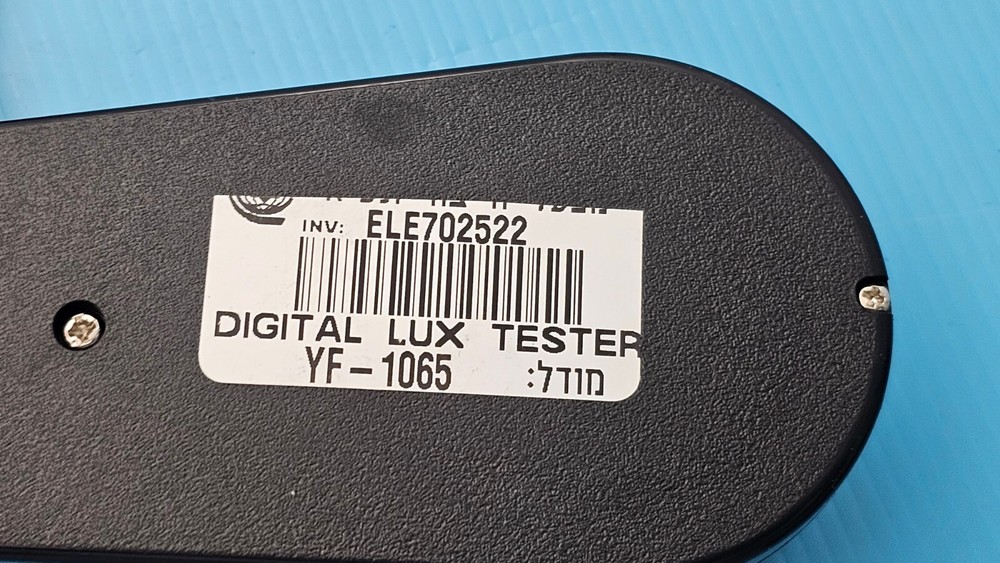 INV: ELE702522
DIGITAL LUX TESTER
YF-1065 מודל: